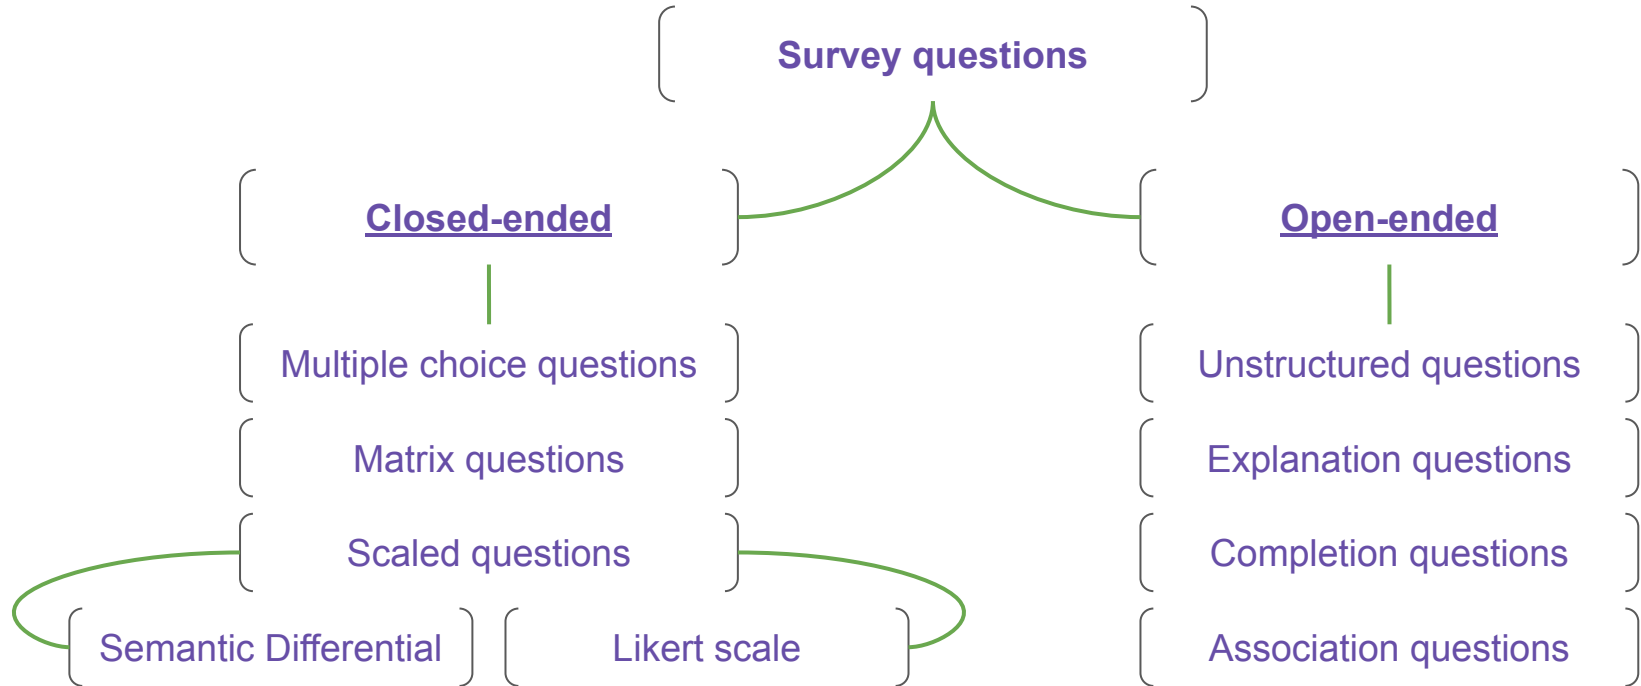 Survey questions
Closed-ended
Open-ended
Multiple choice questions
Unstructured questions
Matrix questions
Explanation questions
Scaled questions
Completion questions
Semantic Differential
Likert scale
Association questions